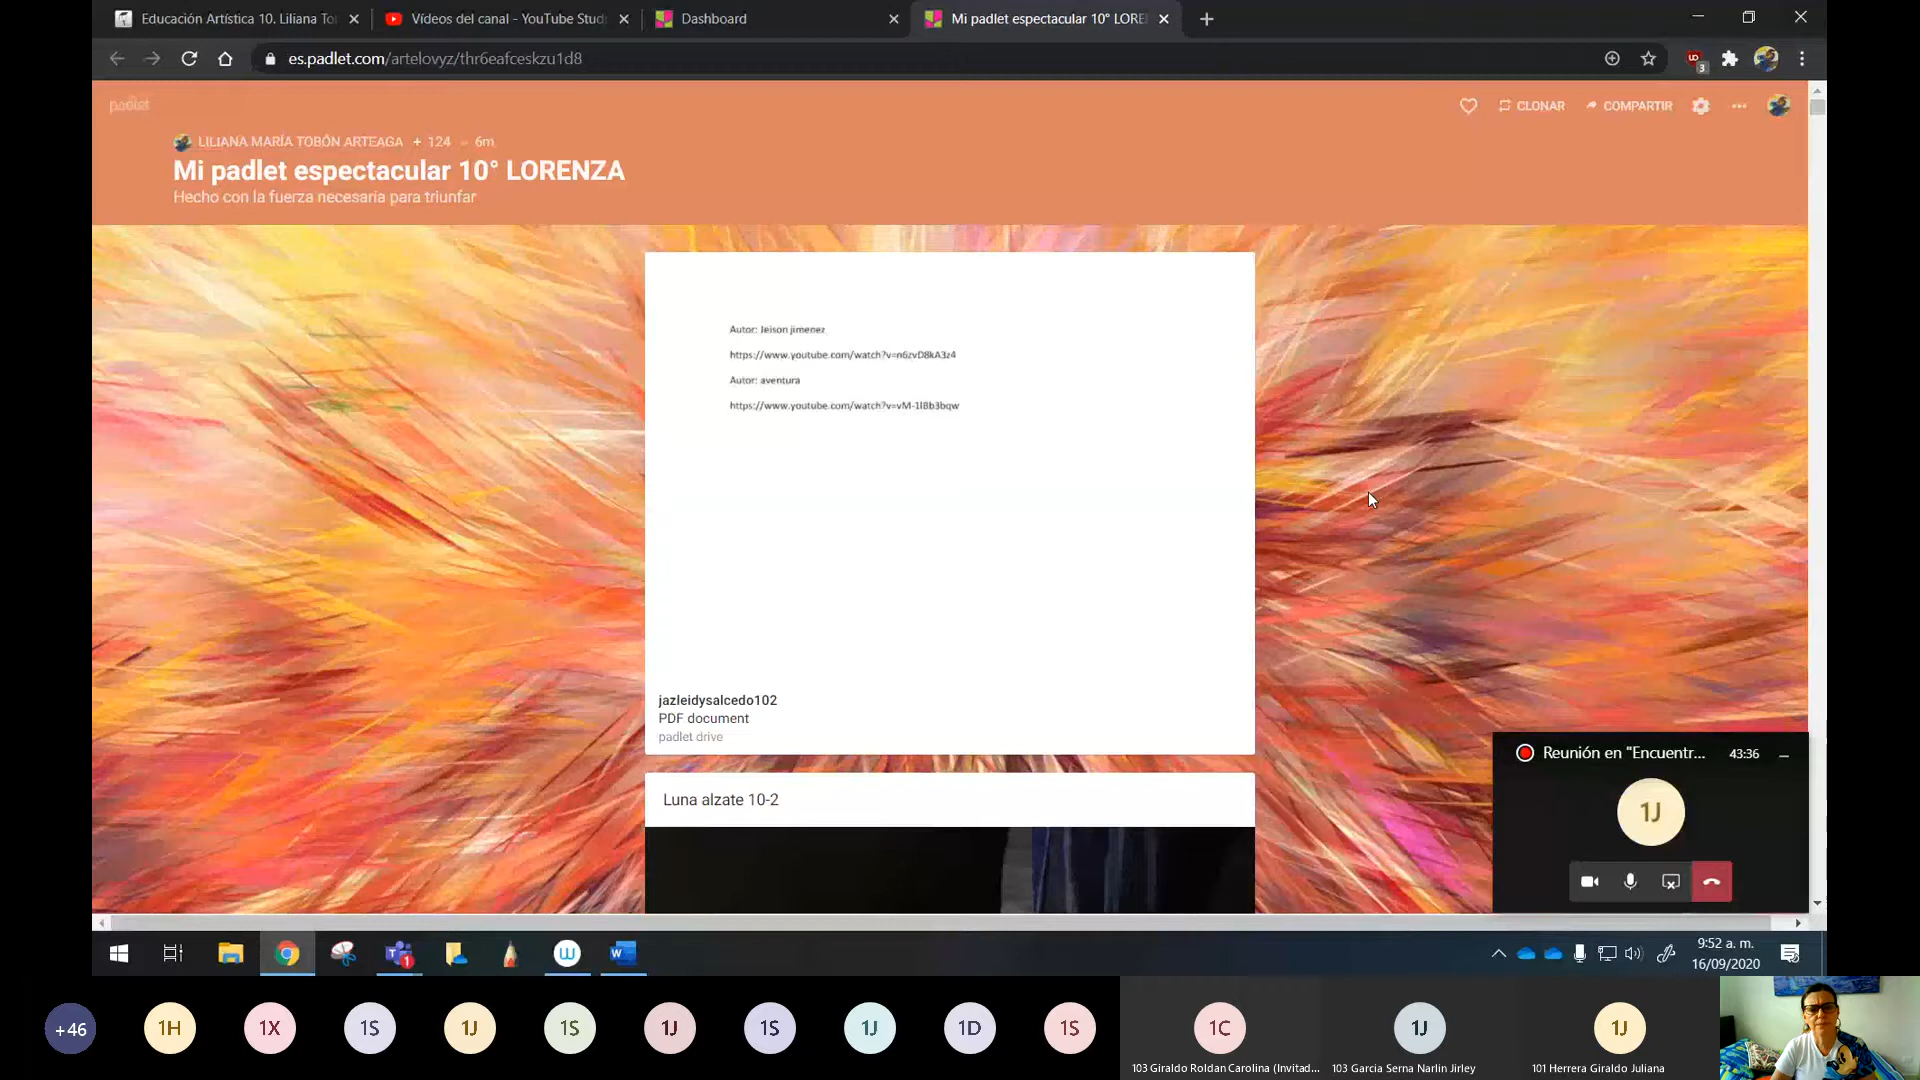 Educación Artística 10. Liliana To
Vídeos del canal - YouTube Stud
Dashboard
Mi padlet espectacular 10° LORE
es.padlet.com/artelovyz/thr6eafceskzu1d8
3
padlet
CLONAR
COMPARTIR
LILIANA MARÍA TOBÓN ARTEAGA + 124 6m
Mi padlet espectacular 10° LORENZA
Hecho con la fuerza necesaria para triunfar
Autor: Jeison jimenez
https://www.youtube.com/watch?v=n6zvD8kA3z4
Autor: aventura
https://www.youtube.com/watch?v=vM-1l8b3bqw
jazleidysalcedo102
PDF document
padlet drive
Luna alzate 10-2
Reunión en "Encuentr... 43:36
1J
1
W
W
9:52 a. m.
16/09/2020
+46
1H
1X
1S
1J
1S
1J
1S
1J
1D
1S
1C
1J
1J
103 Giraldo Roldan Carolina (Invitad...
103 Garcia Serna Narlin Jirley
101 Herrera Giraldo Juliana